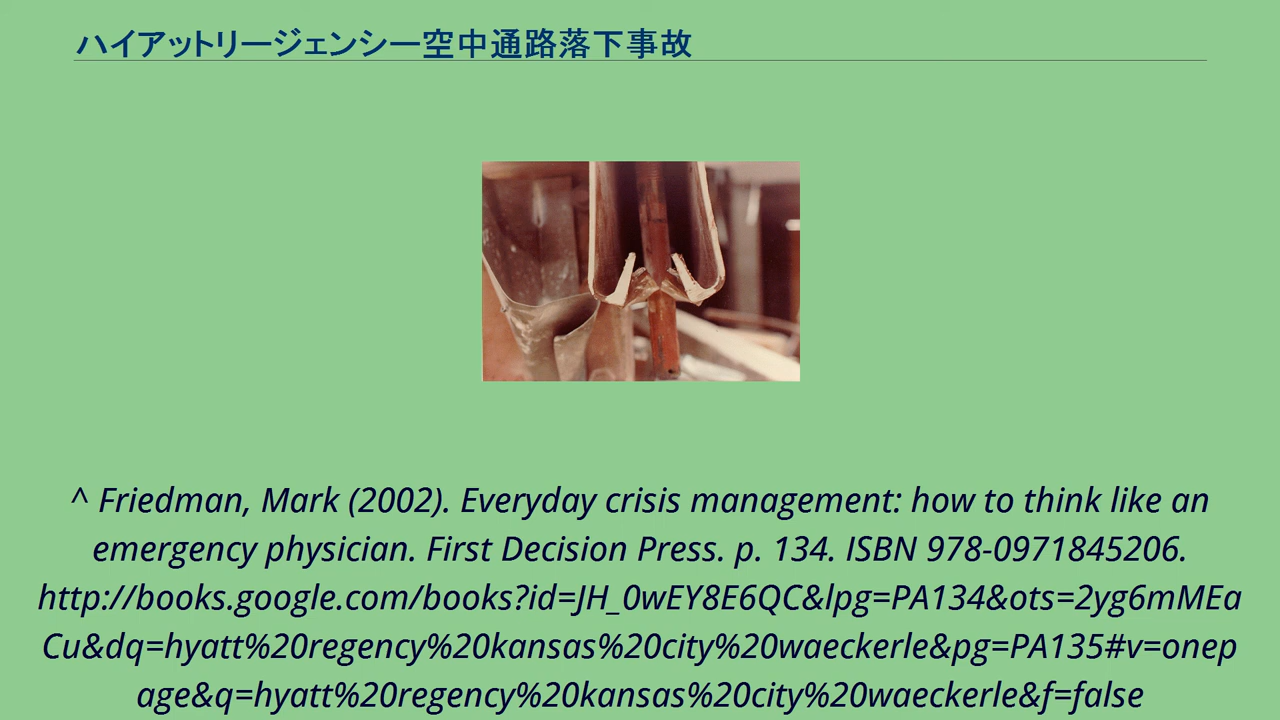 ハイアットリージェンシー空中通路落下事故
^ Friedman, Mark (2002). Everyday crisis management: how to think like an
emergency physician. First Decision Press. p. 134. ISBN 978-0971845206.
http://books.google.com/books?id=JH_0wEY8E6QC&lpg=PA134&ots=2yg6mMEa
Cu&dq=hyatt%20regency%20kansas%20city%20waeckerle&pg=PA135#v=onep
age&q=hyatt%20regency%20kansas%20city%20waeckerle&f=false